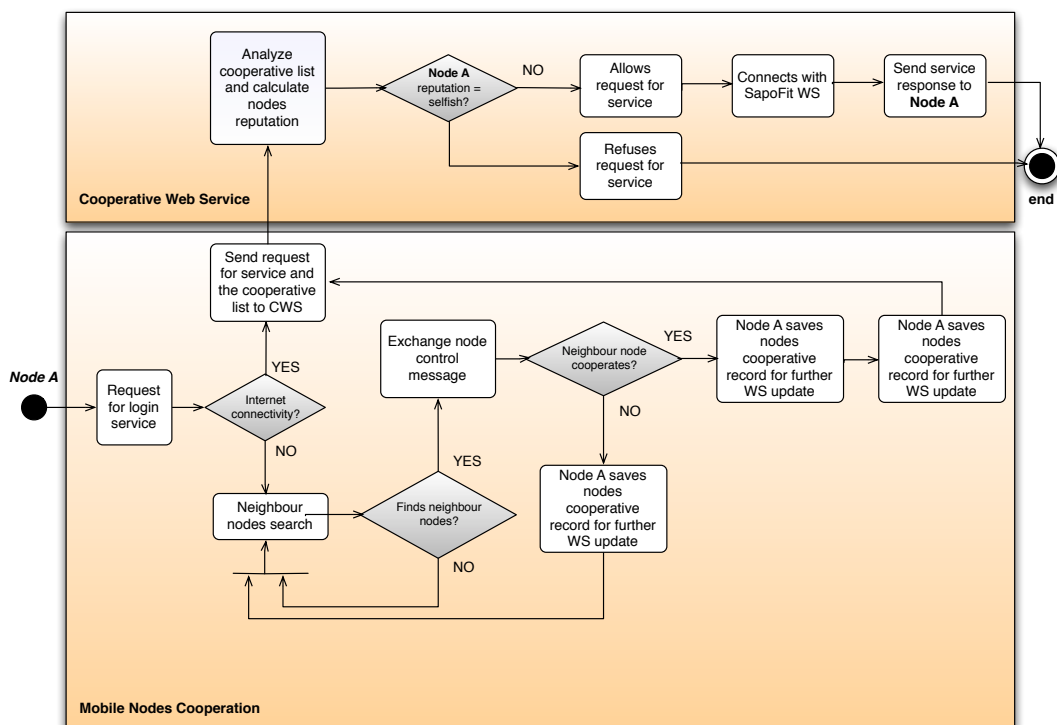 Analyze
cooperative list
and calculate
nodes
reputation
Node A
reputation =
selfish?
NO
YES
Allows
request for
service
Connects with
SapoFit WS
Send service
response to
Node A
Refuses
request for
service
end
Cooperative Web Service
Send request
for service and
the cooperative
list to CWS
Exchange node
control
message
Neighbour node
cooperates?
YES
Node A saves
nodes
cooperative
record for further
WS update
Node A saves
nodes
cooperative
record for further
WS update
YES
Node A
Request
for login
service
Internet
connectivity?
NO
NO
YES
Neighbour
nodes search
Finds neighbour
nodes?
Node A saves
nodes
cooperative
record for further
WS update
NO
Mobile Nodes Cooperation